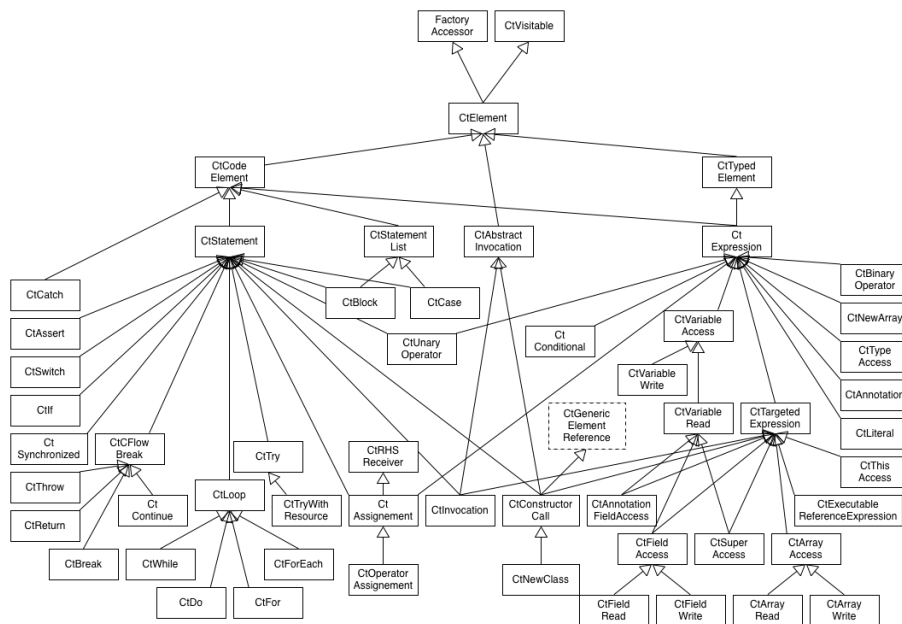 Factory
Accessor
CtVisitable
CtElement
CtCode
Element
CtTyped
Element
CtStatement
CtStatement
List
CtAbstract
Invocation
Ct
Expression
CtCatch
CtBlock
CtCase
CtBinary
Operator
CtAssert
CtUnary
Operator
Ct
Conditional
CtVariable
Access
CtNewArray
CtSwitch
CtVariable
Write
CtType
Access
CtIf
CtAnnotation
CtGeneric
Element
Reference
CtVariable
Read
CtTargeted
Expression
CtLiteral
Ct
Synchronized
CtCFlow
Break
CtTry
CtRHS
Receiver
CtThis
Access
CtThrow
Ct
Continue
CtLoop
CtTryWith
Resource
Ct
Assignement
CtInvocation
CtConstructor
Call
CtAnnotation
FieldAccess
CtExecutable
ReferenceExpression
CtReturn
CtBreak
CtWhile
CtForEach
CtField
Access
CtSuper
Access
CtArray
Access
CtOperator
Assignement
CtNewClass
CtDo
CtFor
CtField
Read
CtField
Write
CtArray
Read
CtArray
Write